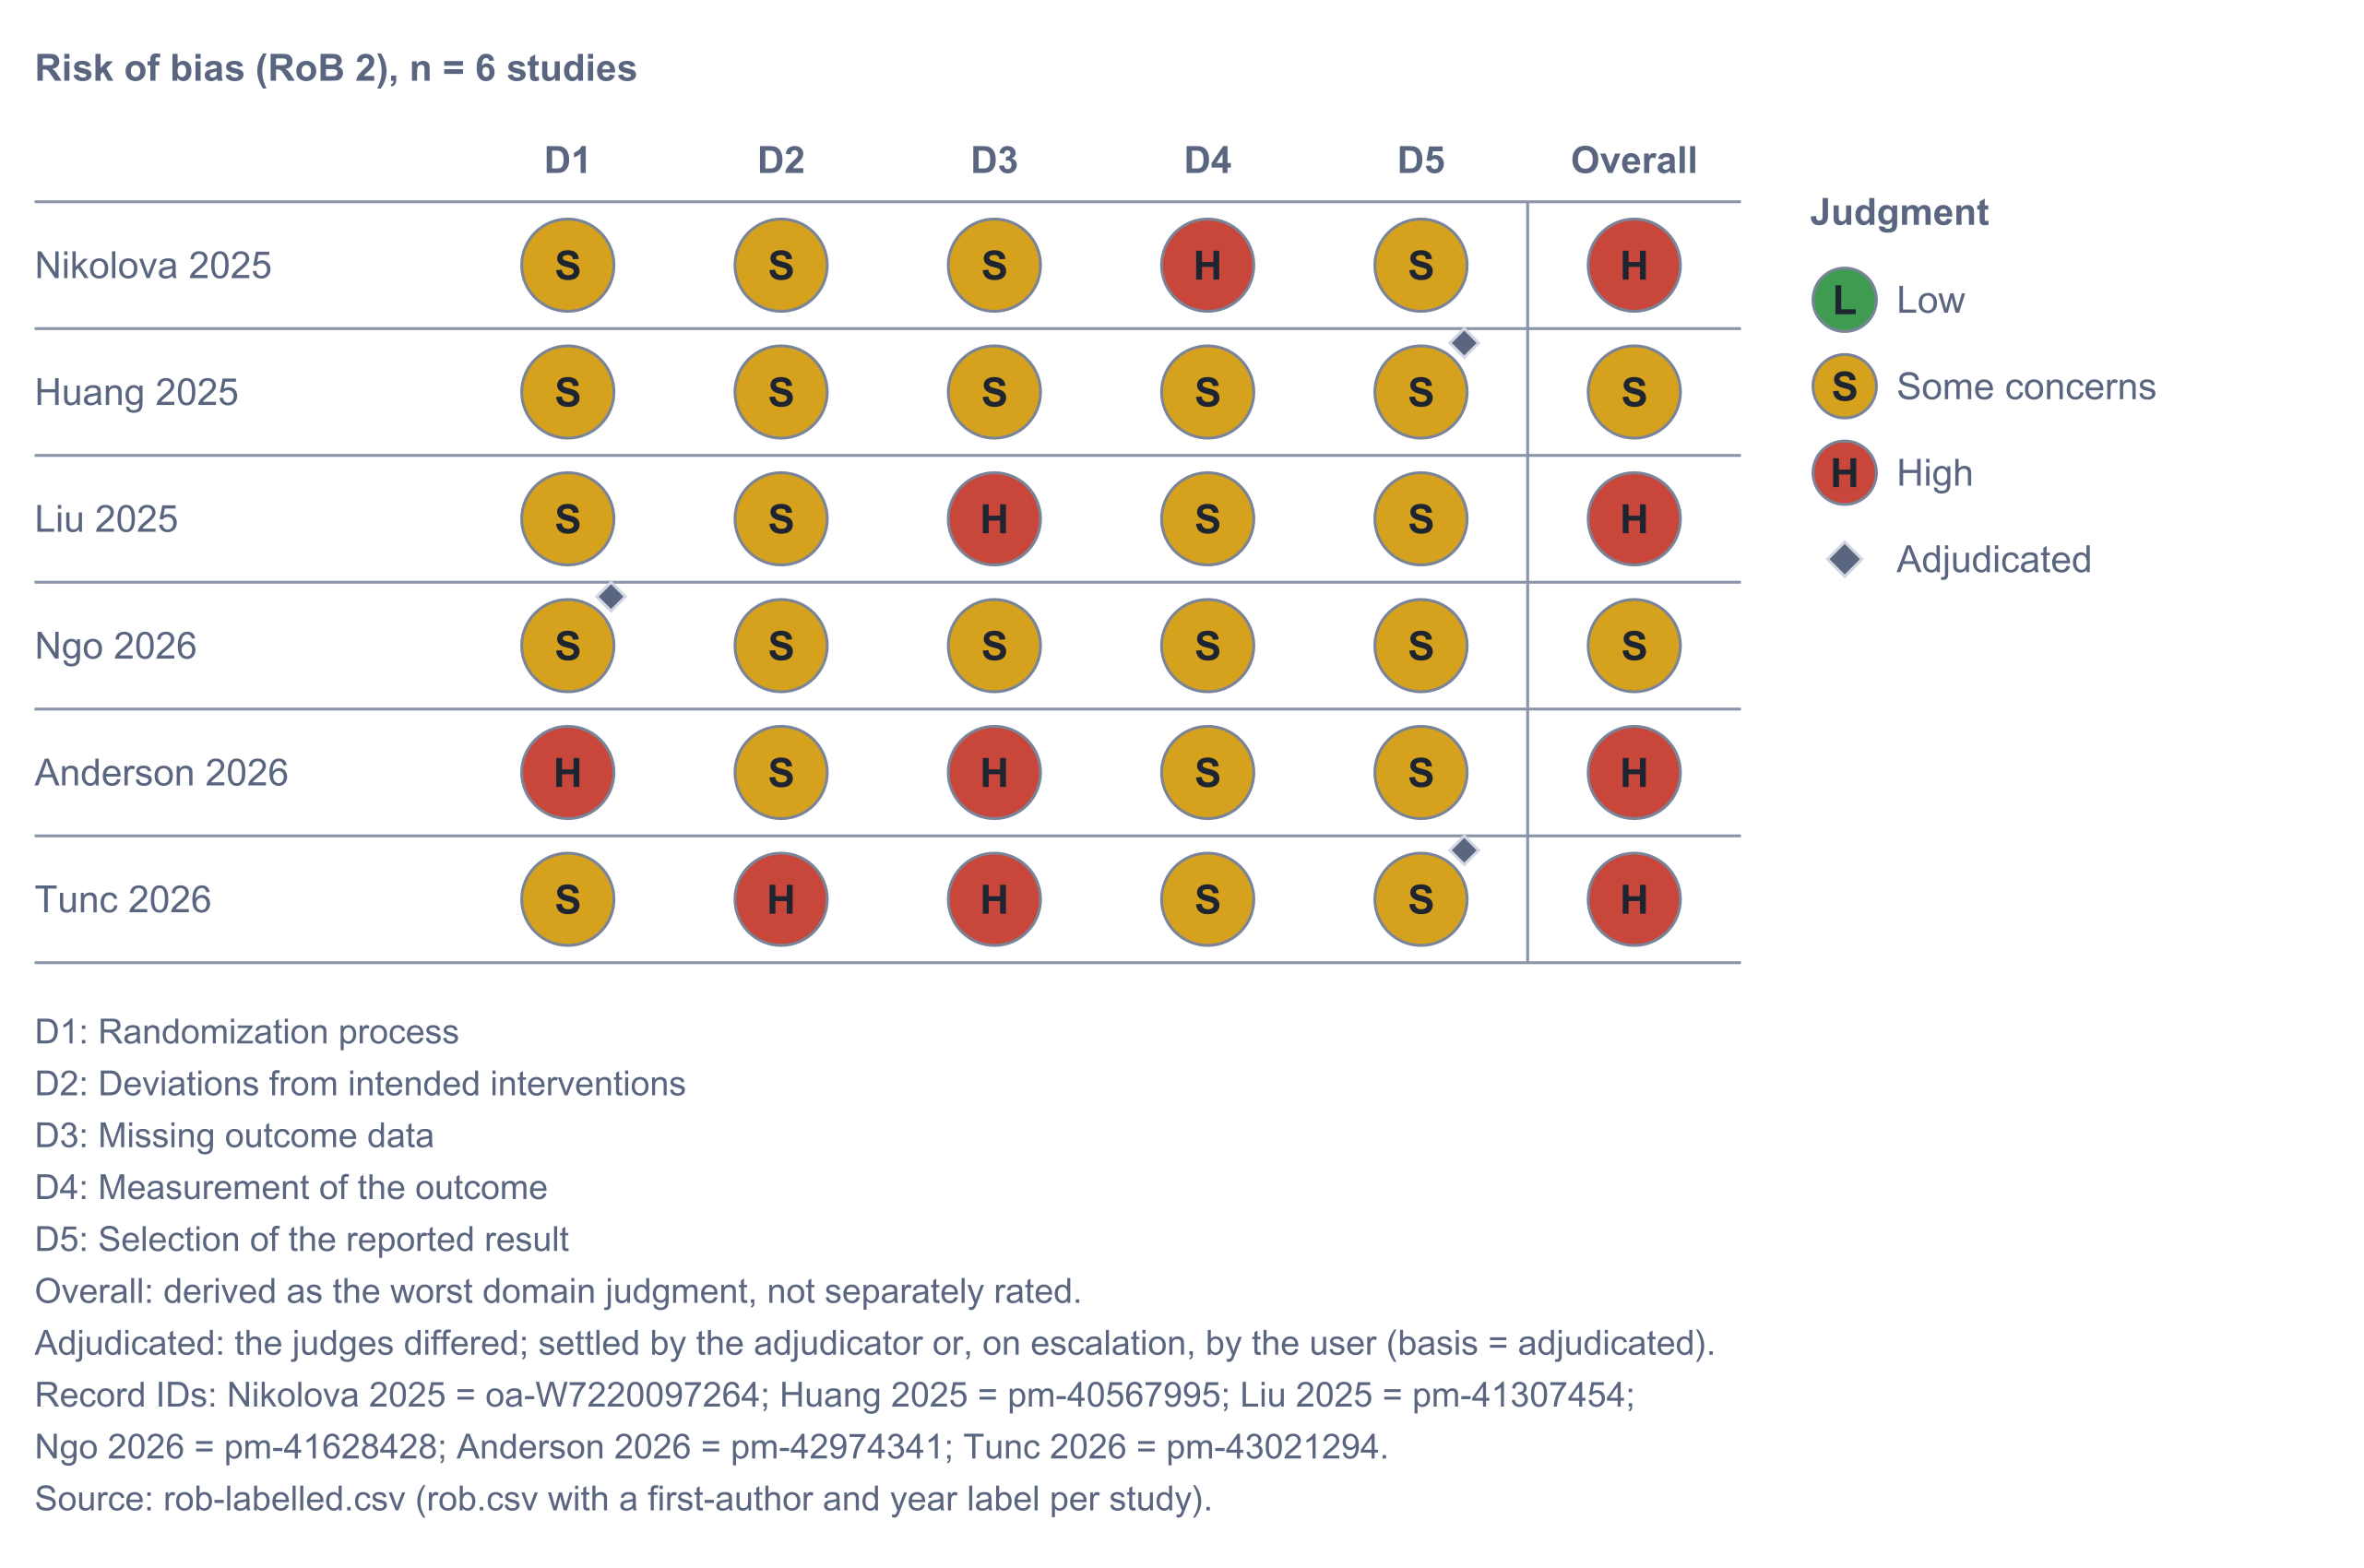 Risk of bias (RoB 2), n = 6 studies
D1 D2 D3 D4 D5 Overall
Judgment
Nikolova 2025 S S S H S H
L Low
Huang 2025 S S S S S S
S Some concerns
H High
Liu 2025 S S H S S H
Adjudicated
Ngo 2026 S S S S S S
Anderson 2026 H S H S S H
Tunc 2026 S H H S S H
D1: Randomization process
D2: Deviations from intended interventions
D3: Missing outcome data
D4: Measurement of the outcome
D5: Selection of the reported result
Overall: derived as the worst domain judgment, not separately rated.
Adjudicated: the judges differed; settled by the adjudicator or, on escalation, by the user (basis = adjudicated).
Record IDs: Nikolova 2025 = oa-W7220097264; Huang 2025 = pm-40567995; Liu 2025 = pm-41307454;
Ngo 2026 = pm-41628428; Anderson 2026 = pm-42974341; Tunc 2026 = pm-43021294.
Source: rob-labelled.csv (rob.csv with a first-author and year label per study).